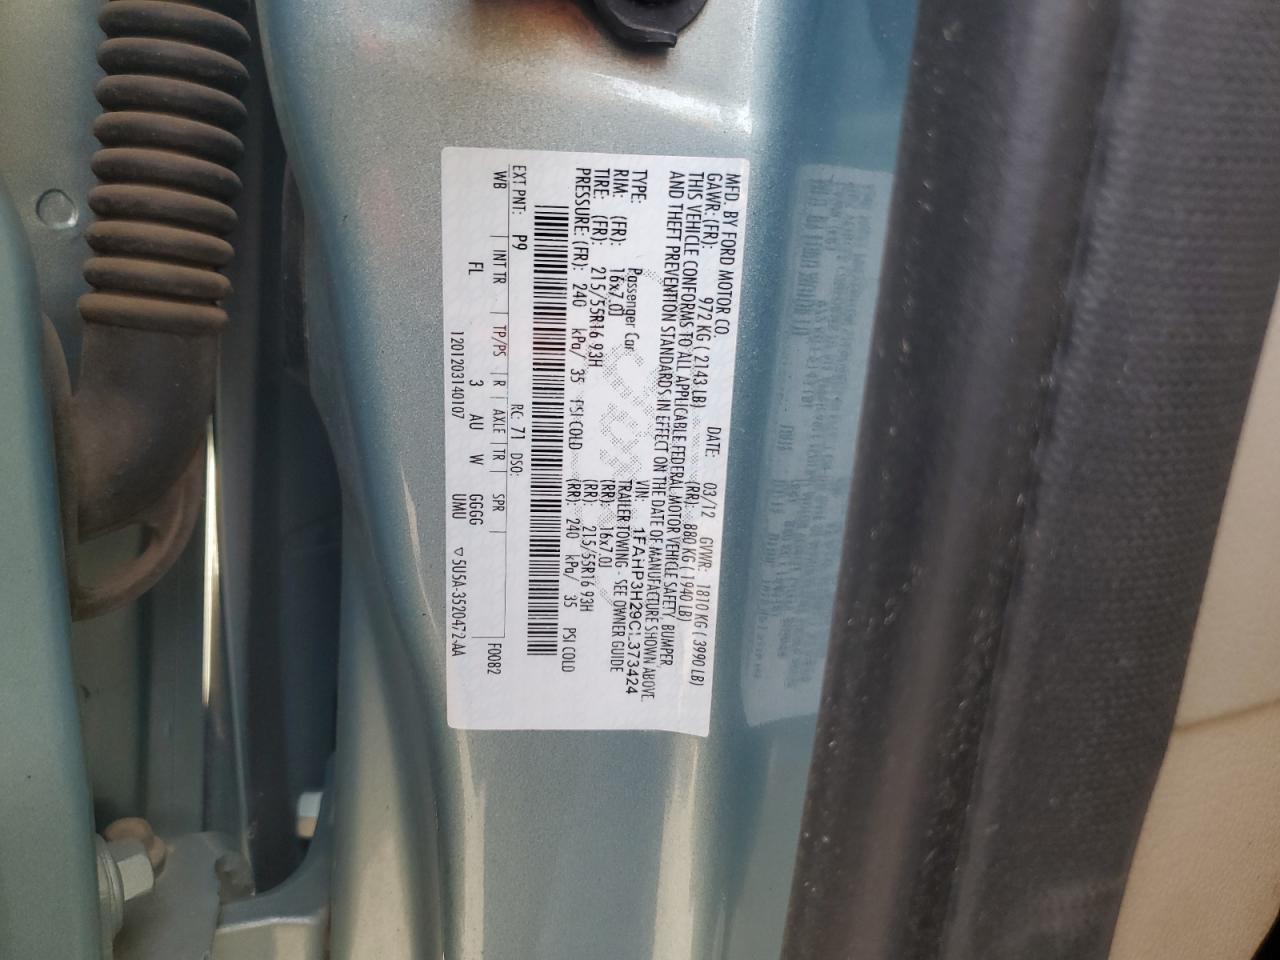 MFD. BY FORD MOTOR CO.
DATE: 03/12 GVWR: 1810 KG ( 3990 LB)
GAWR: (FR): 972 KG ( 2143 LB) (RR): 880 KG ( 1940 LB)
THIS VEHICLE CONFORMS TO ALL APPLICABLE FEDERAL MOTOR VEHICLE SAFETY, BUMPER,
AND THEFT PREVENTION STANDARDS IN EFFECT ON THE DATE OF MANUFACTURE SHOWN ABOVE.
VIN: 1FAHP3H29CL373424
TYPE: Passenger Car TRAILER TOWING - SEE OWNER GUIDE
RIM: (FR): 16x7.0J (RR): 16x7.0J
TIRE: (FR): 215/55R16 93H (RR): 215/55R16 93H
PRESSURE: (FR): 240 kPa/ 35 PSI COLD (RR): 240 kPa/ 35 PSI COLD
EXT PNT: P9 RC: 71 DSO: F0082
WB INT TR TP/PS R AXLE TR SPR
FL 3 AU W GGGG
UMU
120120314010​7 ▽ 5U5A-3520472-AA